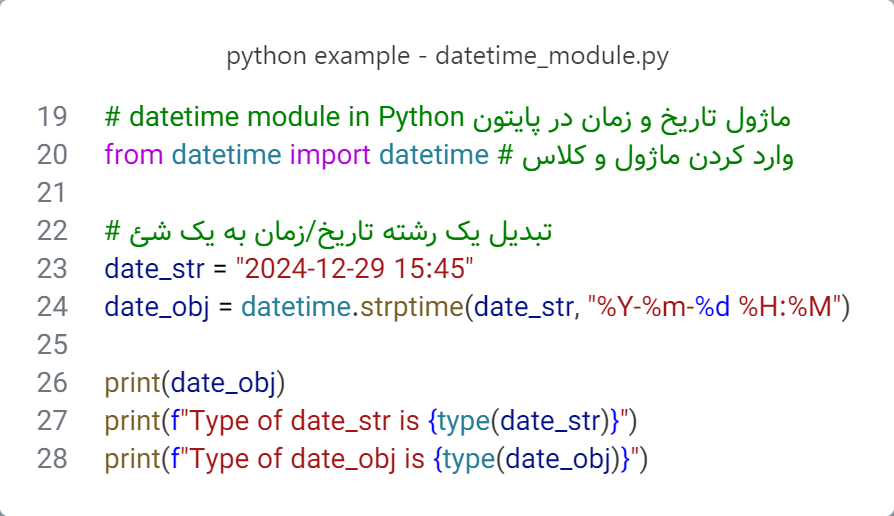 python example - datetime_module.py
19 # datetime module in Python ماژول تاریخ و زمان در پایتون
20 from datetime import datetime # وارد کردن ماژول و کلاس
21
22 # تبدیل یک رشته تاریخ/زمان به یک شئ
23 date_str = "2024-12-29 15:45"
24 date_obj = datetime.strptime(date_str, "%Y-%m-%d %H:%M")
25
26 print(date_obj)
27 print(f"Type of date_str is {type(date_str)}")
28 print(f"Type of date_obj is {type(date_obj)}")